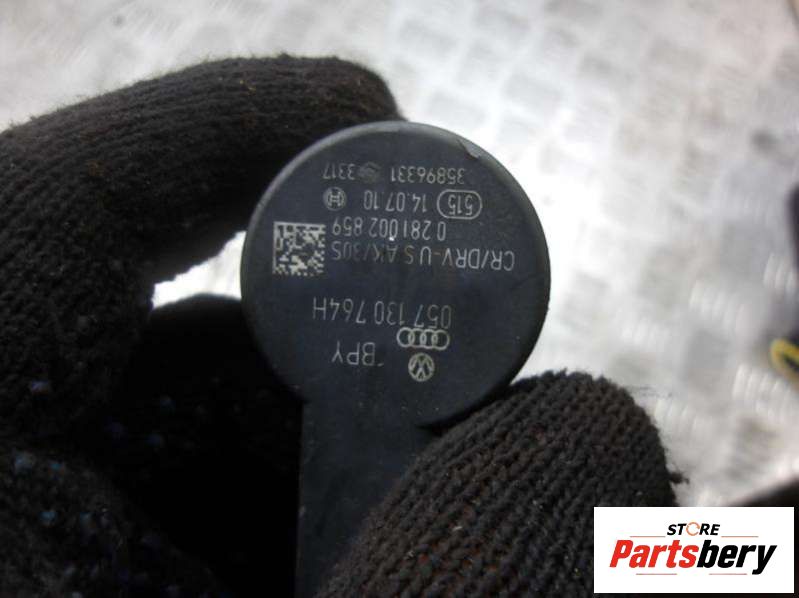 BPY
057 130 764H
CR/DRV-US AK/30S
0 281 002 859
515 14.07.10
35896331 3317
STORE
Partsbery